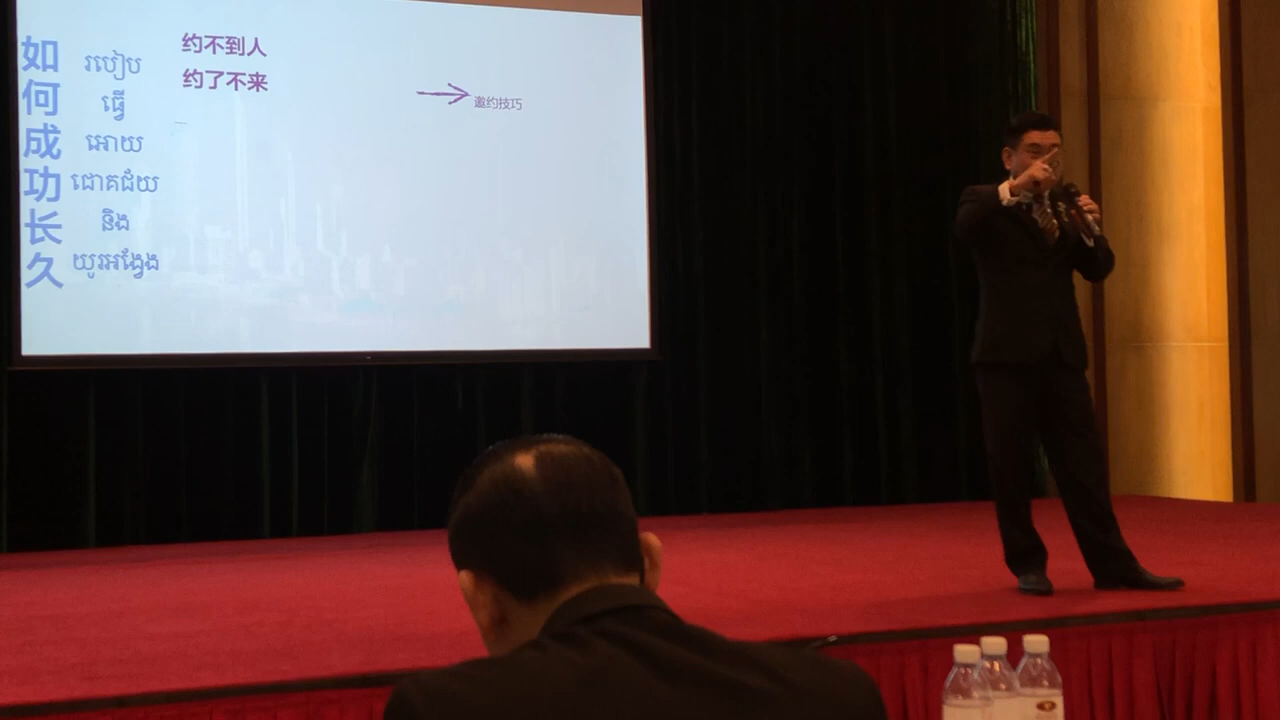 如何成功长久
របៀប
ធ្វើ
អោយ
ជោគជ័យ
និង
យូរអង្វែង
约不到人
约了不来
邀约技巧